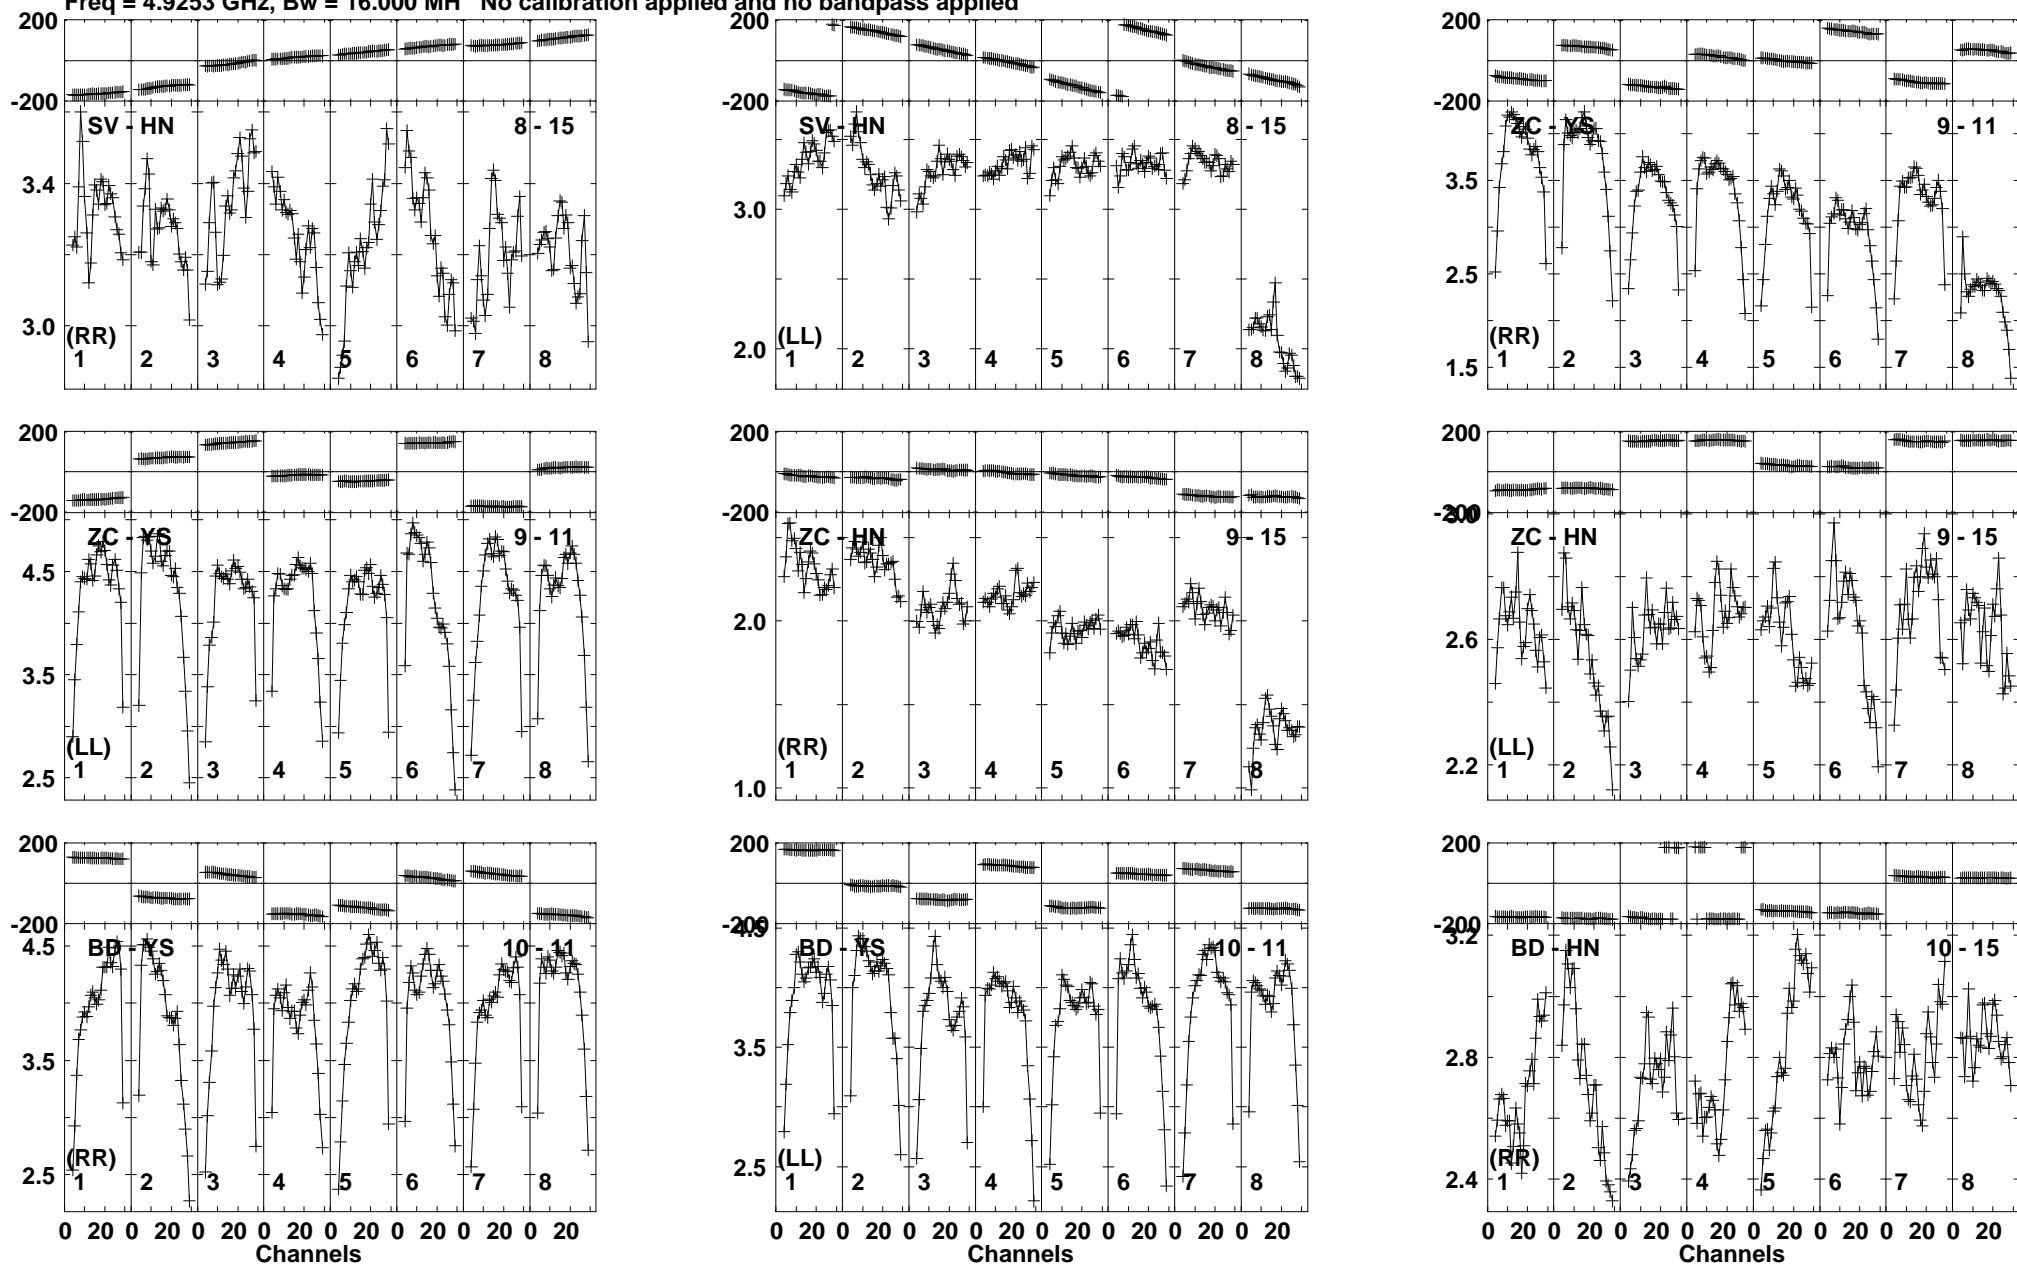 Freq = 4.9253 GHz, Bw = 16.000 MH No calibration applied and no bandpass applied
200 200 200
-200 -200 -200
SV - HN 8 - 15 SV - HN 8 - 15 ZC - YS 9 - 11
3.4 3.0 3.5
3.0 2.0 2.5
1.5
(RR) (LL) (RR)
1 2 3 4 5 6 7 8 1 2 3 4 5 6 7 8 1 2 3 4 5 6 7 8
200 200 200
-200 -200 -200
3.0
ZC - YS 9 - 11 ZC - HN 9 - 15 ZC - HN 9 - 15
4.5 2.0 2.6
3.5
2.5 1.0 2.2
(LL) (RR) (LL)
1 2 3 4 5 6 7 8 1 2 3 4 5 6 7 8 1 2 3 4 5 6 7 8
200 200 200
-200 -200 -200
4.5 3.2
BD - YS 10 - 11 BD - YS 10 - 11 BD - HN 10 - 15
4.5 3.5 2.8
3.5
2.5 2.5 2.4
(RR) (LL) (RR)
1 2 3 4 5 6 7 8 1 2 3 4 5 6 7 8 1 2 3 4 5 6 7 8
0 20 0 20 0 20 0 20 0 20 0 20 0 20 0 20 0 20 0 20 0 20 0 20 0 20 0 20 0 20 0 20 0 20 0 20 0 20 0 20 0 20 0 20 0 20 0 20
Channels Channels Channels